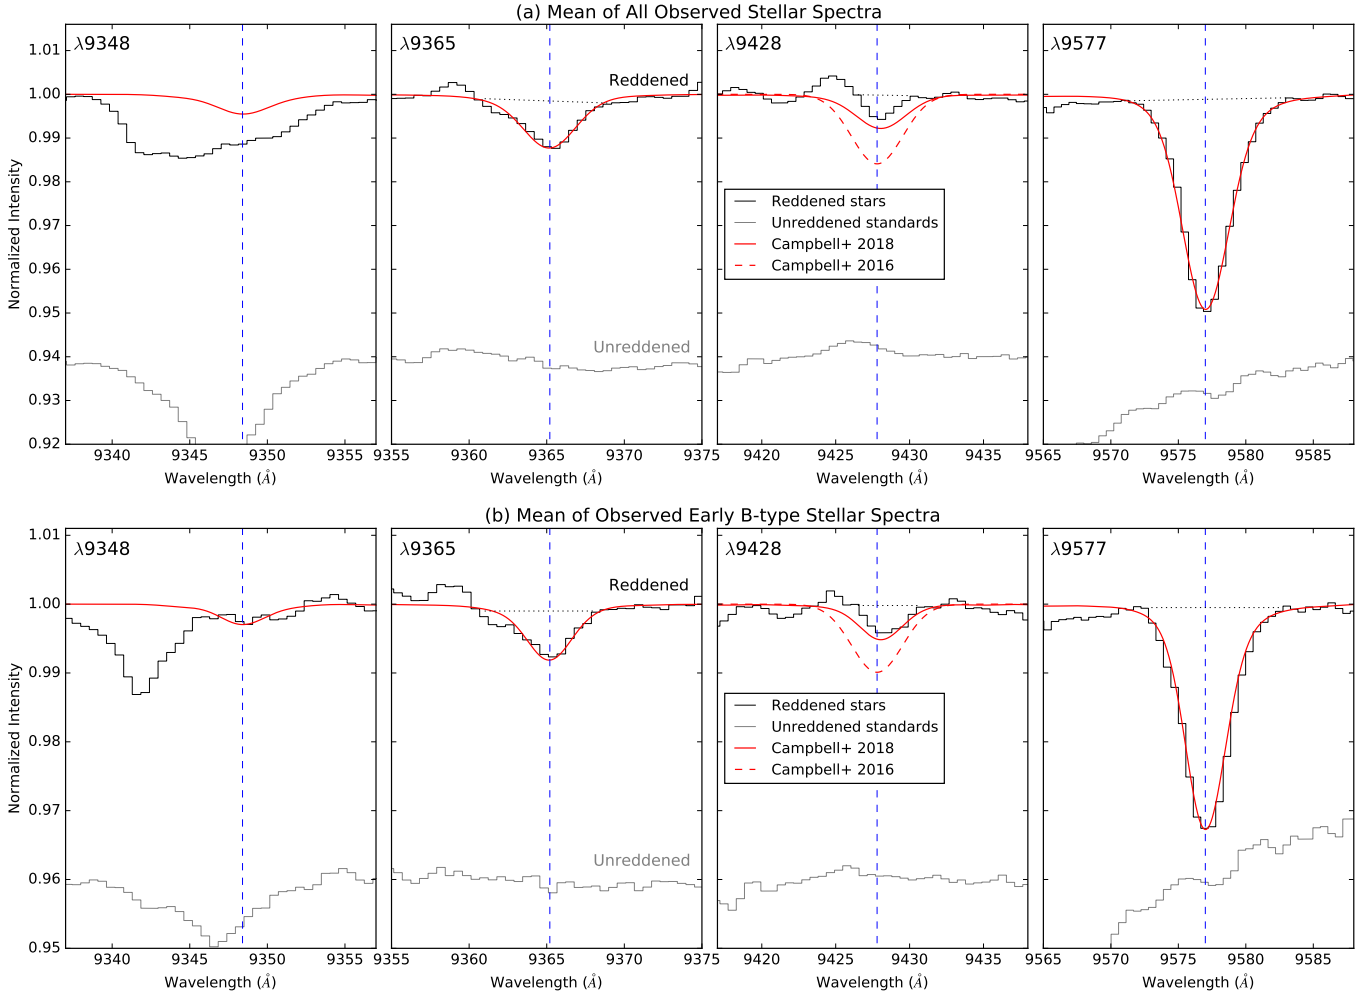 (a) Mean of All Observed Stellar Spectra
λ9348
λ9365
λ9428
λ9577
Reddened
Unreddened
Reddened stars
Unreddened standards
Campbell+ 2018
Campbell+ 2016
Normalized Intensity
1.01
1.00
0.99
0.98
0.97
0.96
0.95
0.94
0.93
0.92
9340 9345 9350 9355
9355 9360 9365 9370 9375
9420 9425 9430 9435
9565 9570 9575 9580 9585
Wavelength (Å) Wavelength (Å) Wavelength (Å) Wavelength (Å)
(b) Mean of Observed Early B-type Stellar Spectra
λ9348
λ9365
λ9428
λ9577
Reddened
Unreddened
Reddened stars
Unreddened standards
Campbell+ 2018
Campbell+ 2016
Normalized Intensity
1.01
1.00
0.99
0.98
0.97
0.96
0.95
9340 9345 9350 9355
9355 9360 9365 9370 9375
9420 9425 9430 9435
9565 9570 9575 9580 9585
Wavelength (Å) Wavelength (Å) Wavelength (Å) Wavelength (Å)